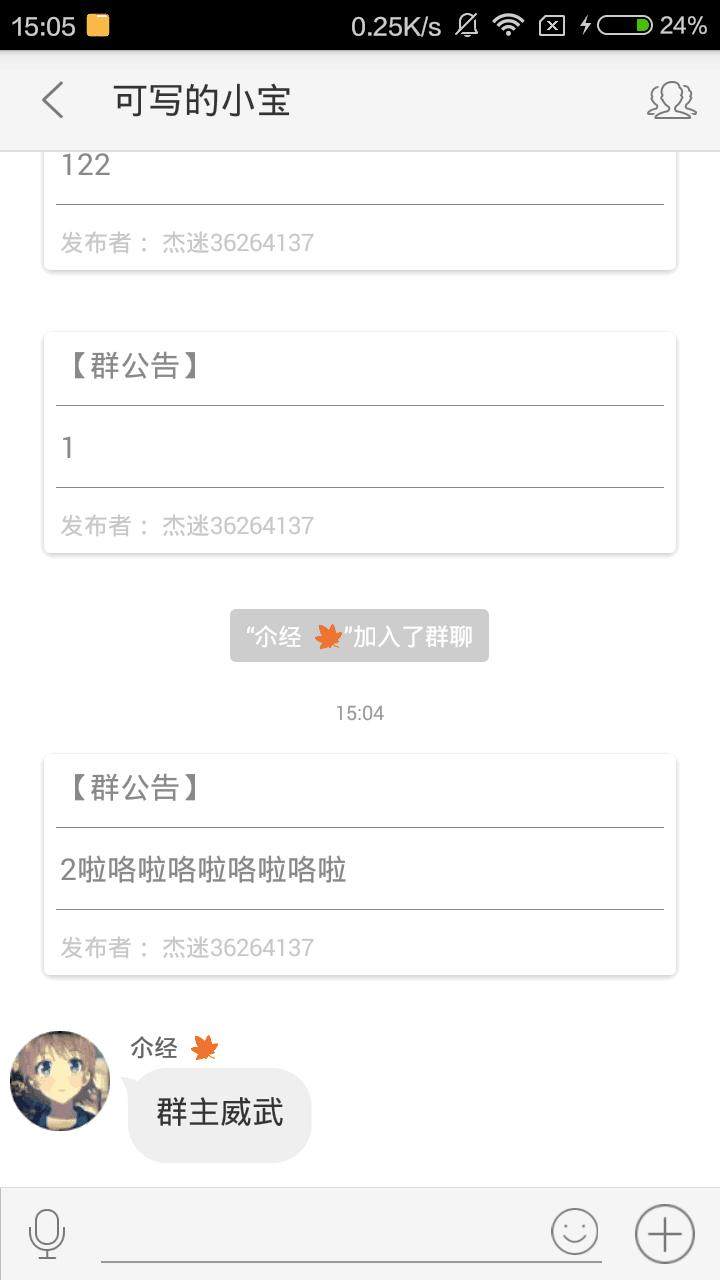 15:05 0.25K/s 24%
可写的小宝
122
发布者：杰迷36264137
【群公告】
1
发布者：杰迷36264137
“介经 🍁”加入了群聊
15:04
【群公告】
2啦咯啦咯啦咯啦咯啦
发布者：杰迷36264137
介经 🍁
群主威武